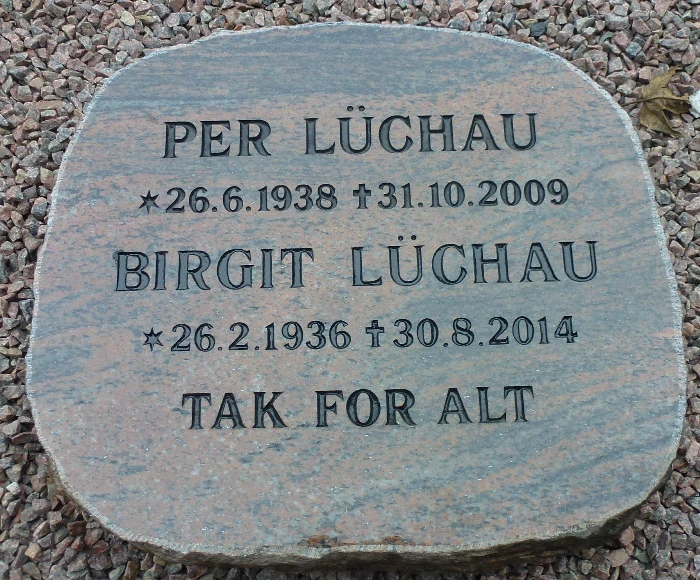 PER LÜCHAU
✶26.6.1938 ✝31.10.2009
BIRGIT LÜCHAU
✶26.2.1936 ✝30.8.2014
TAK FOR ALT